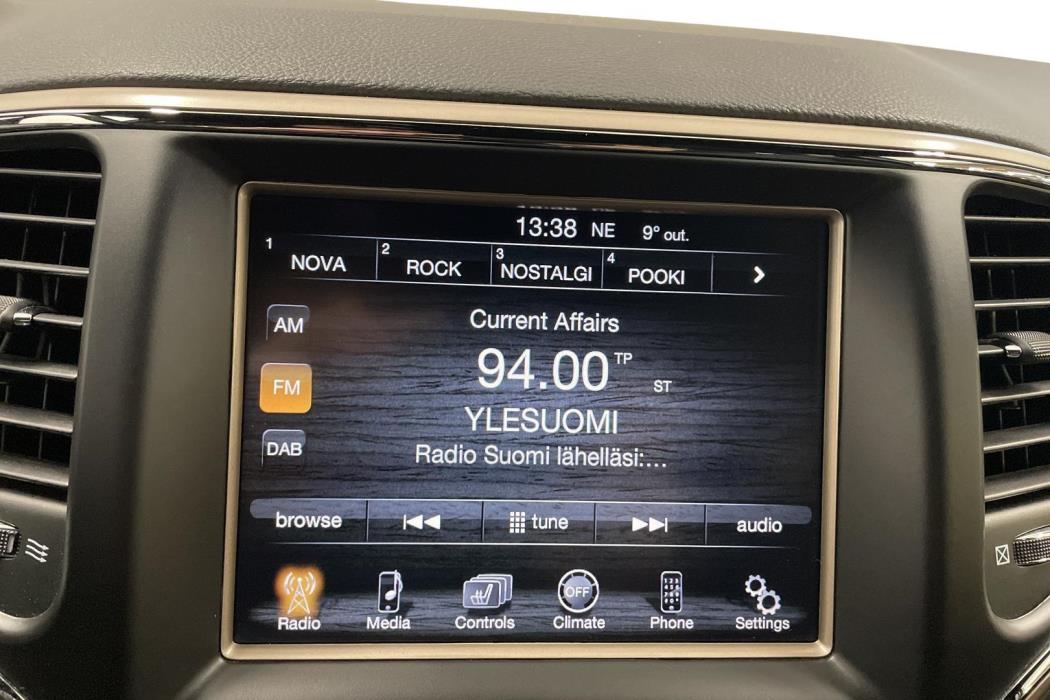 13:38 NE 9° out.
1 NOVA 2 ROCK 3 NOSTALGI 4 POOKI
AM
Current Affairs
94.00 TP ST
FM
YLESUOMI
DAB
Radio Suomi lähelläsi:...
browse tune audio
OFF
Radio Media Controls Climate Phone Settings